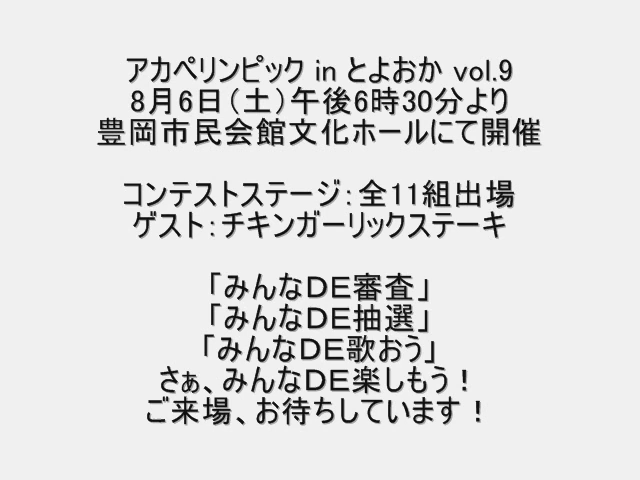 アカペリンピック in とよおか vol.9
8月6日（土）午後6時30分より
豊岡市民会館文化ホールにて開催
コンテストステージ：全11組出場
ゲスト：チキンガーリックステーキ
「みんなＤＥ審査」
「みんなＤＥ抽選」
「みんなＤＥ歌おう」
さぁ、みんなＤＥ楽しもう！
ご来場、お待ちしています！